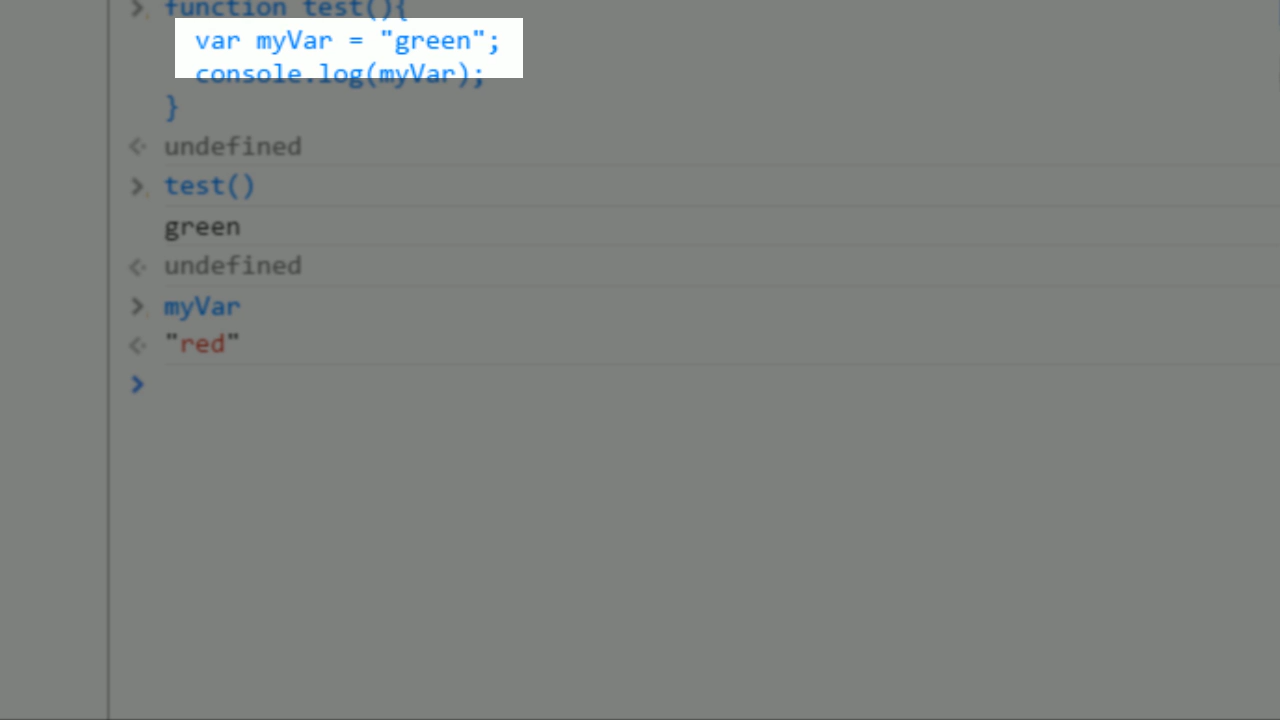 function test(){
var myVar = "green";
console.log(myVar);
}
undefined
test()
green
undefined
myVar
"red"